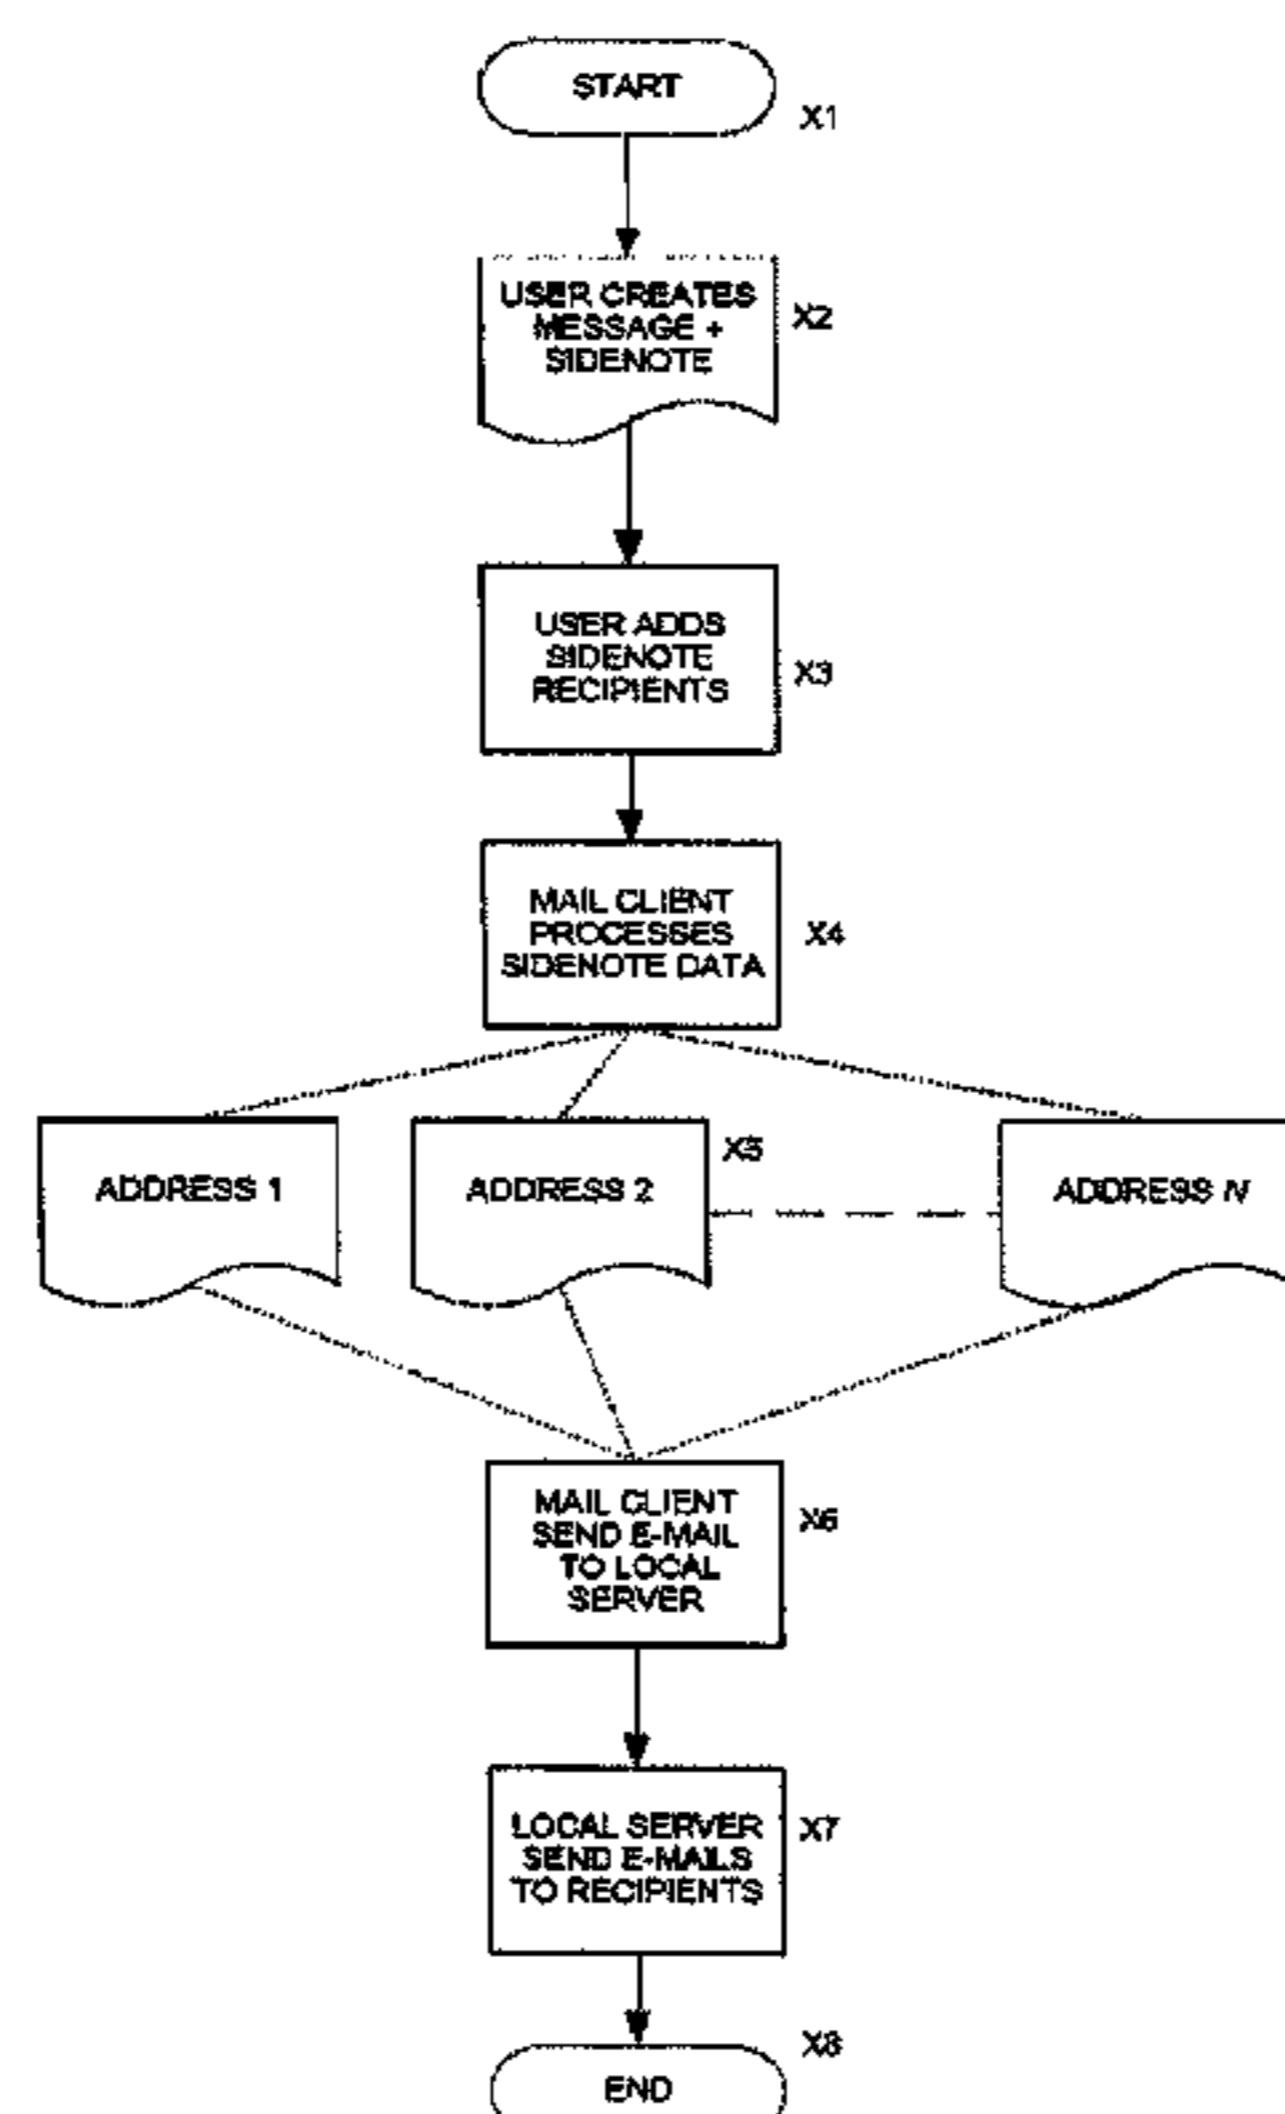 START
X1
USER CREATES
MESSAGE +
SIDENOTE
X2
USER ADDS
SIDENOTE
RECIPIENTS
X3
MAIL CLIENT
PROCESSES
SIDENOTE DATA
X4
ADDRESS 1
ADDRESS 2
X5
ADDRESS N
MAIL CLIENT
SEND E-MAIL
TO LOCAL
SERVER
X6
LOCAL SERVER
SEND E-MAILS
TO RECIPIENTS
X7
X8
END